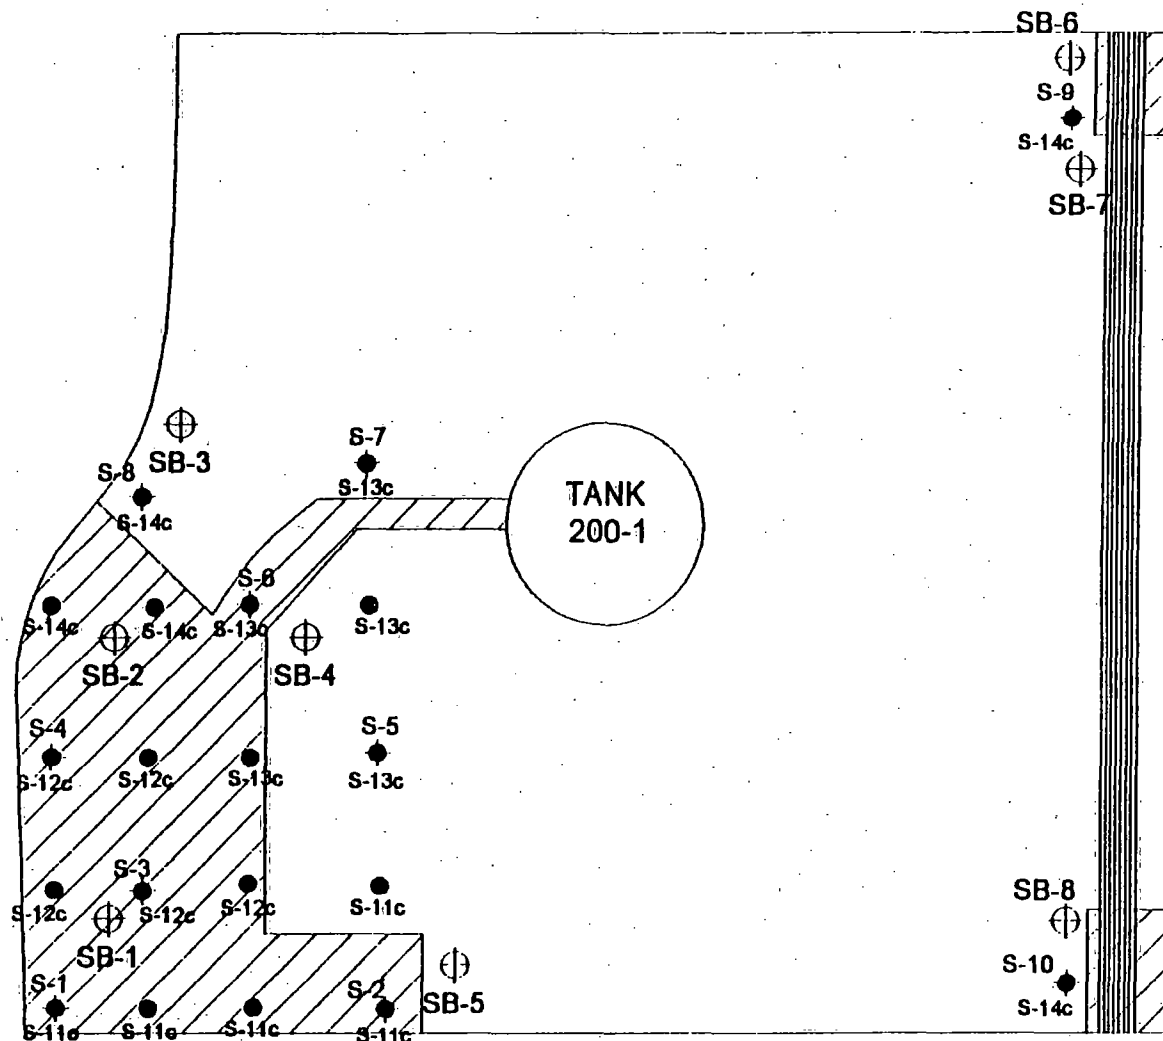 SB-6
S-9
S-14c
SB-7
S-7
S-13c
SB-3
S-8
S-14c
TANK
200-1
S-6
S-14c
S-14c
S-13c
S-13c
SB-2
SB-4
S-4
S-5
S-12c
S-12c
S-13c
S-13c
S-3
SB-8
S-12c
S-12c
S-12c
S-11c
SB-1
S-10
S-1
S-2
SB-5
S-14c
S-11c
S-11c
S-11c
S-11c